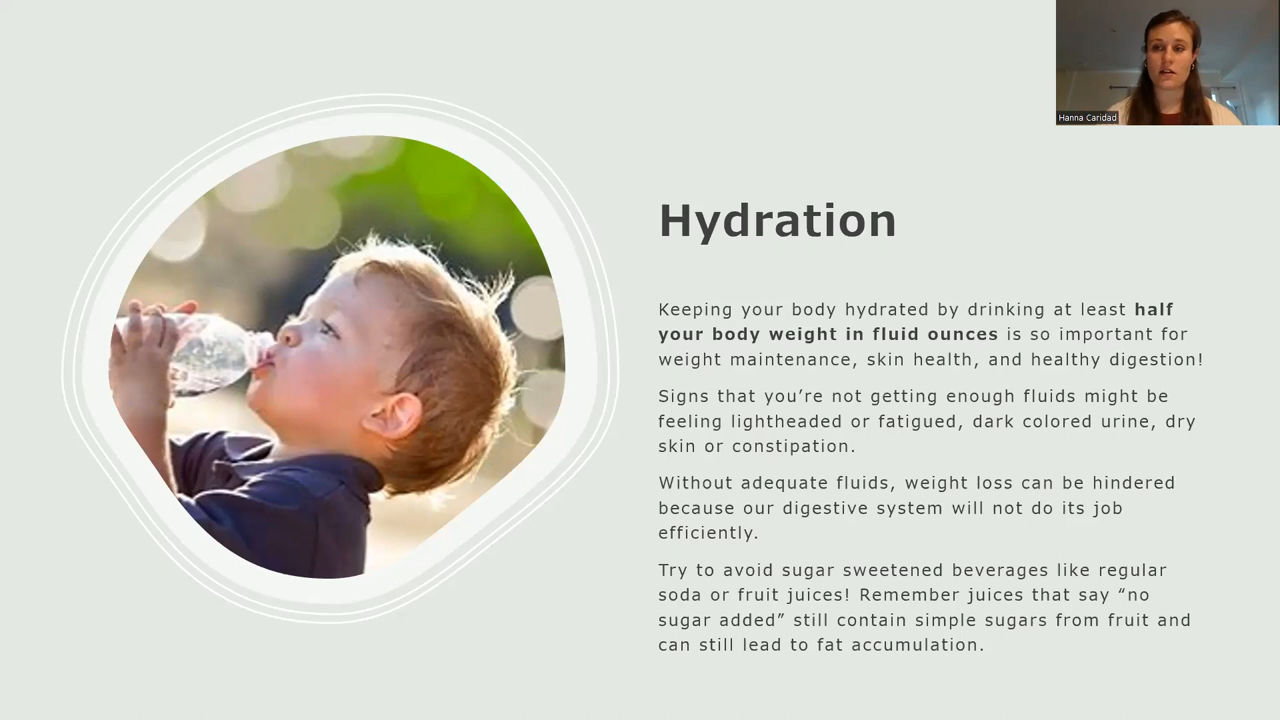 Hanna Caridad
Hydration
Keeping your body hydrated by drinking at least half
your body weight in fluid ounces is so important for
weight maintenance, skin health, and healthy digestion!
Signs that you’re not getting enough fluids might be
feeling lightheaded or fatigued, dark colored urine, dry
skin or constipation.
Without adequate fluids, weight loss can be hindered
because our digestive system will not do its job
efficiently.
Try to avoid sugar sweetened beverages like regular
soda or fruit juices! Remember juices that say “no
sugar added” still contain simple sugars from fruit and
can still lead to fat accumulation.